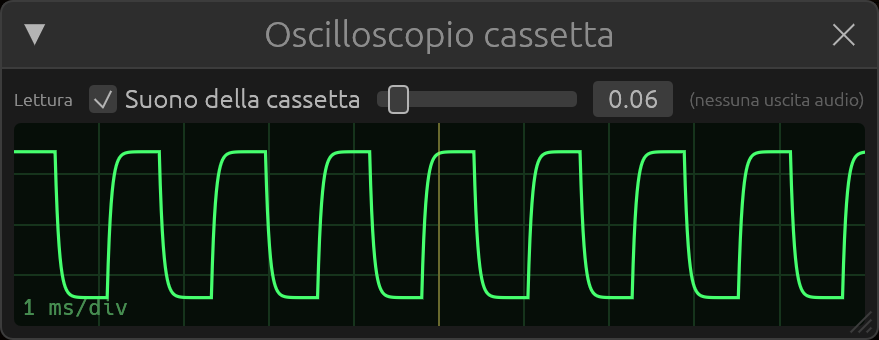 Oscilloscopio cassetta
Lettura Suono della cassetta 0.06 (nessuna uscita audio)
1 ms/div